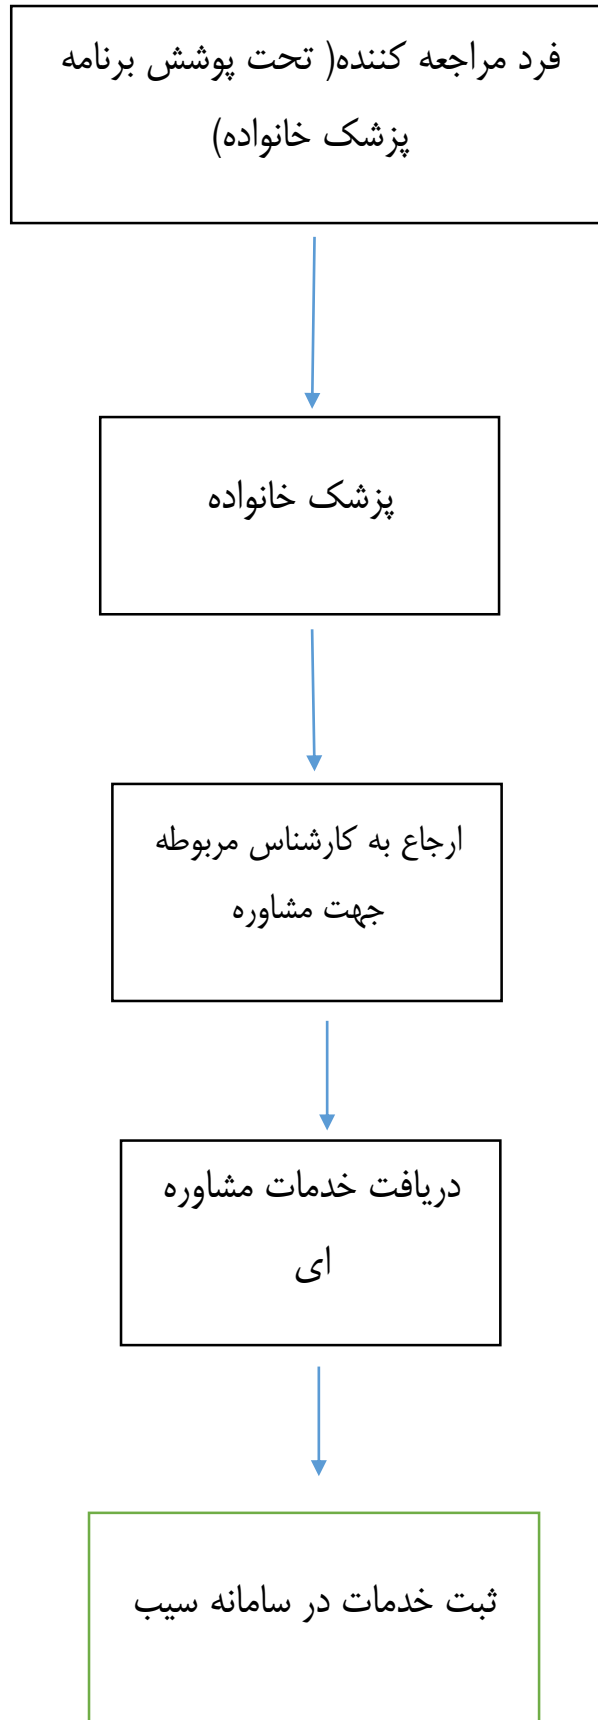 فرد مراجعه کننده( تحت پوشش برنامه
پزشک خانواده)
پزشک خانواده
ارجاع به کارشناس مربوطه
جهت مشاوره
دریافت خدمات مشاوره
ای
ثبت خدمات در سامانه سیب